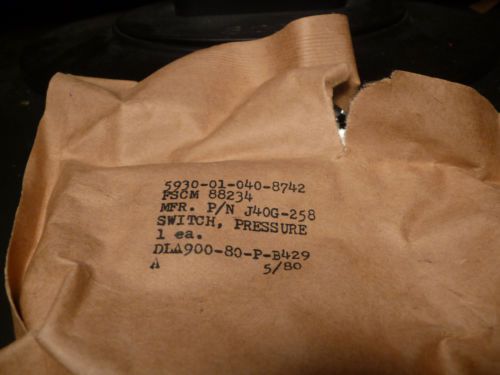 5930-01-040-8742
FSCM 88234
MFR. P/N J40G-258
SWITCH, PRESSURE
1 ea.
DLA900-80-P-B429
A 5/80